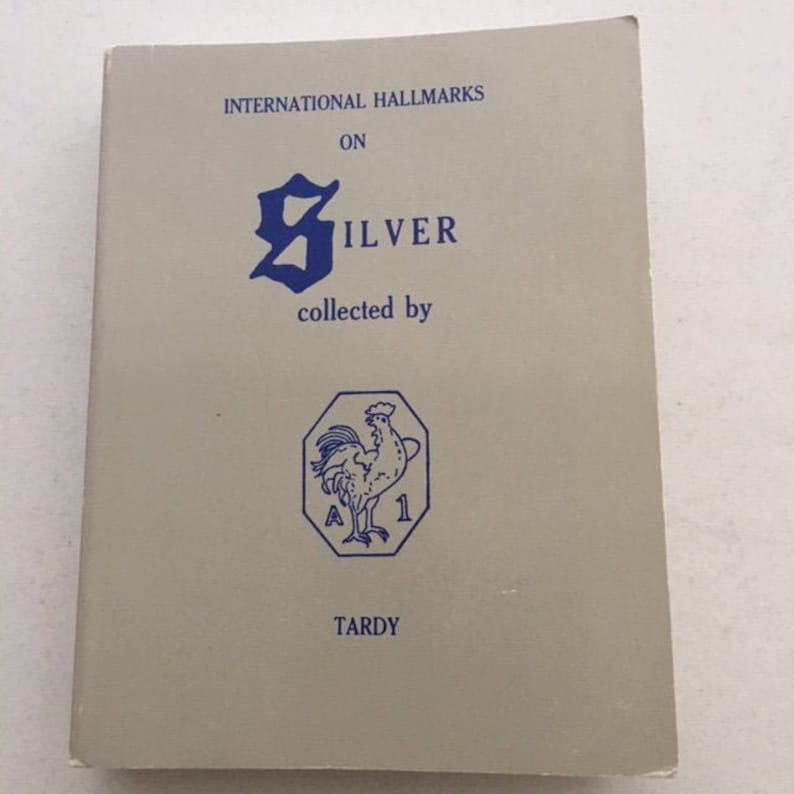 INTERNATIONAL HALLMARKS
ON
SILVER
collected by
A 1
TARDY